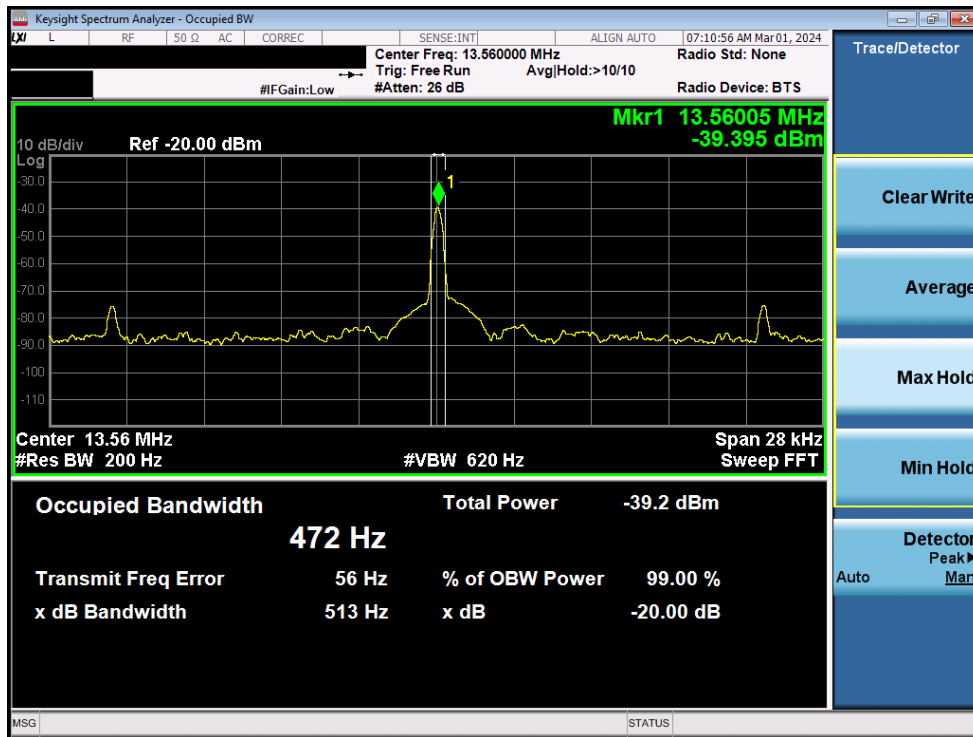 Keysight Spectrum Analyzer - Occupied BW
LXI L RF 50 Ω AC CORREC SENSE:INT ALIGN AUTO 07:10:56 AM Mar 01, 2024
Center Freq: 13.560000 MHz Radio Std: None
Trig: Free Run Avg|Hold:>10/10
#IFGain:Low #Atten: 26 dB Radio Device: BTS
Trace/Detector
Mkr1 13.56005 MHz
-39.395 dBm
10 dB/div Ref -20.00 dBm
Log
-30.0
-40.0
-50.0
-60.0
-70.0
-80.0
-90.0
-100
-110
1
Center 13.56 MHz Span 28 kHz
#Res BW 200 Hz #VBW 620 Hz Sweep FFT
Occupied Bandwidth Total Power -39.2 dBm
472 Hz
Transmit Freq Error 56 Hz % of OBW Power 99.00 %
x dB Bandwidth 513 Hz x dB -20.00 dB
Clear Write
Average
Max Hold
Min Hold
Detector
Peak
Auto Man
MSG STATUS